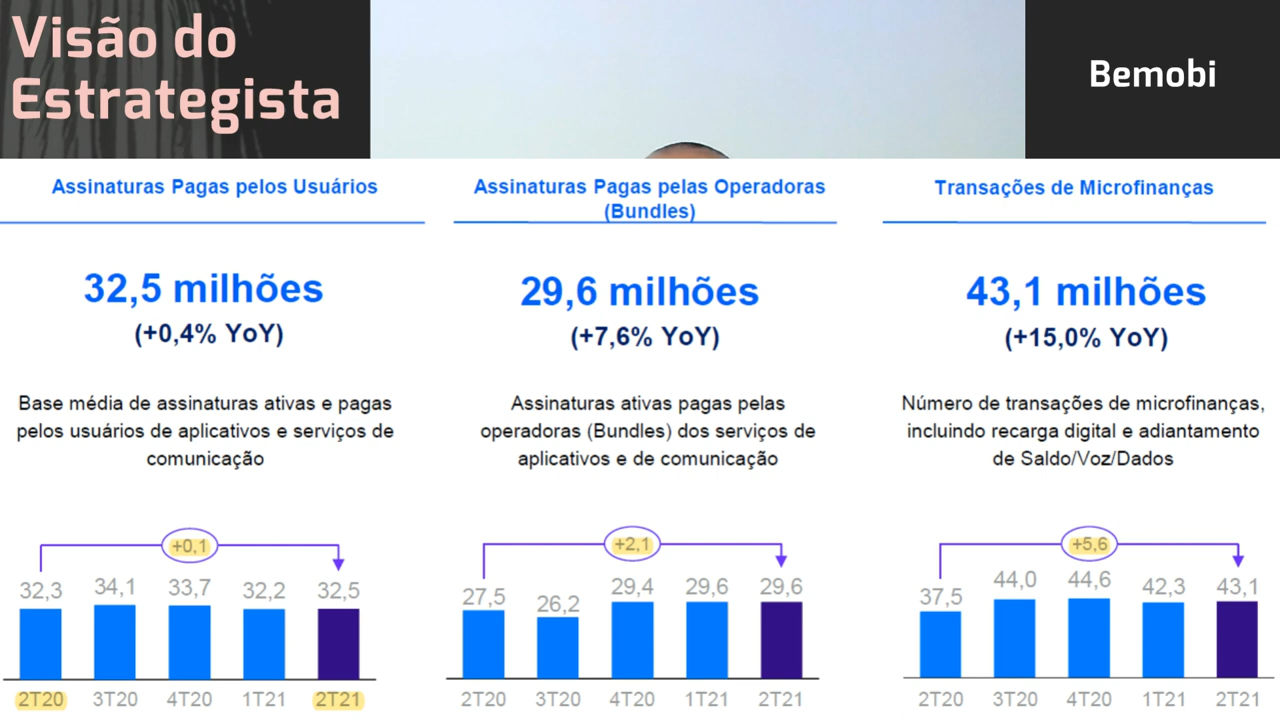 Visão do
Estrategista
Bemobi
Assinaturas Pagas pelos Usuários
32,5 milhões
(+0,4% YoY)
Base média de assinaturas ativas e pagas
pelos usuários de aplicativos e serviços de
comunicação
+0,1
32,3
34,1
33,7
32,2
32,5
2T20
3T20
4T20
1T21
2T21
Assinaturas Pagas pelas Operadoras
(Bundles)
29,6 milhões
(+7,6% YoY)
Assinaturas ativas pagas pelas
operadoras (Bundles) dos serviços de
aplicativos e de comunicação
+2,1
27,5
26,2
29,4
29,6
29,6
2T20
3T20
4T20
1T21
2T21
Transações de Microfinanças
43,1 milhões
(+15,0% YoY)
Número de transações de microfinanças,
incluindo recarga digital e adiantamento
de Saldo/Voz/Dados
+5,6
37,5
44,0
44,6
42,3
43,1
2T20
3T20
4T20
1T21
2T21